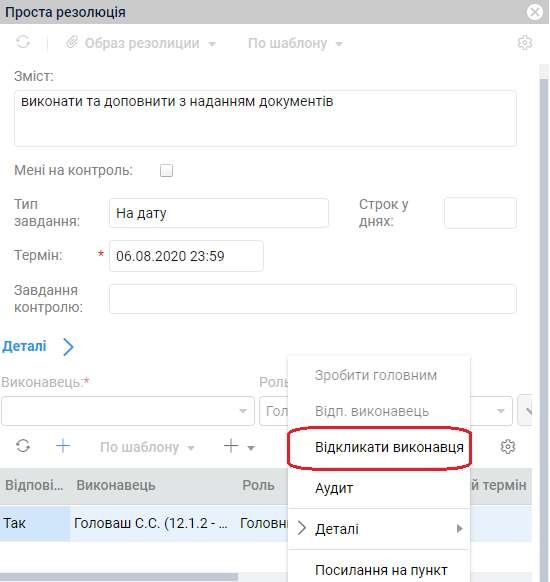 Проста резолюція
Образ резолиции По шаблону
Зміст:
виконати та доповнити з наданням документів
Мені на контроль:
Тип завдання:
На дату
Строк у днях:
Термін: * 06.08.2020 23:59
Завдання контролю:
Деталі
Виконавець:*
Роль
Гол
По шаблону
Зробити головним
Відп. виконавець
Відкликати виконавця
Аудит
Деталі
Посилання на пункт
Відпові... Виконавець Роль й термін
Так Головаш С.С. (12.1.2 - ... Головн